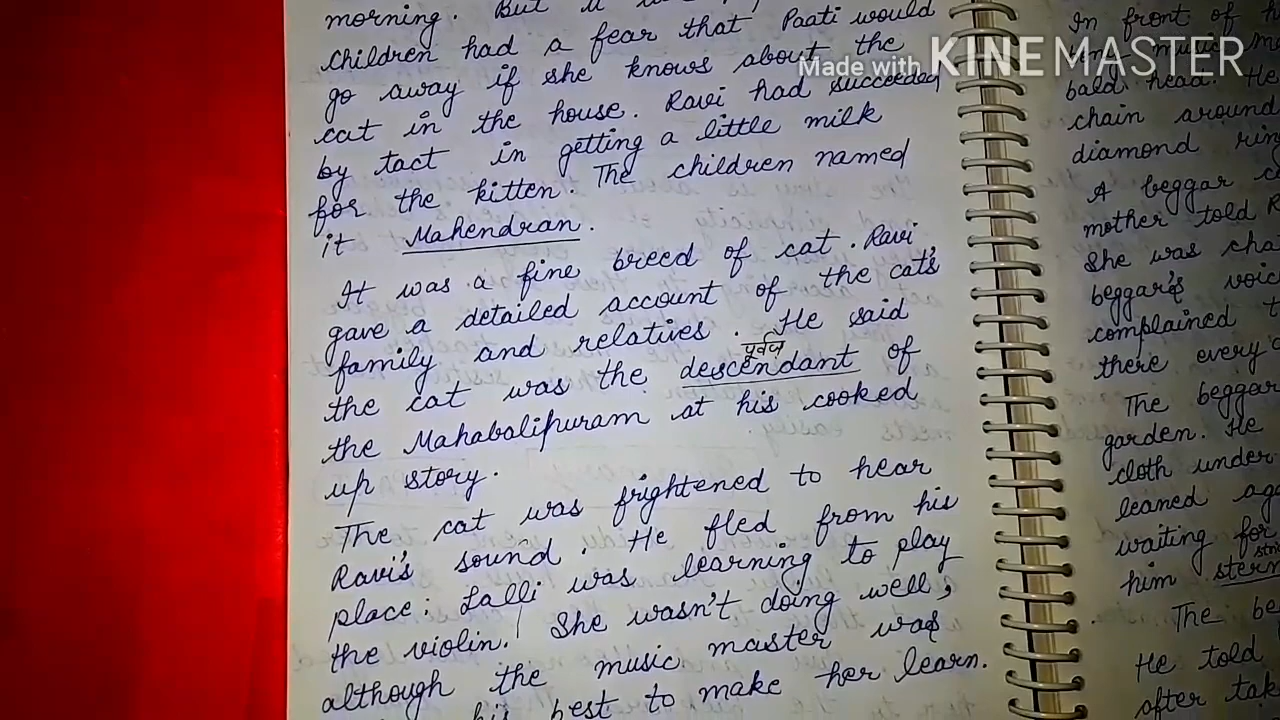 morning. But it
children had a fear that Paati would
go away if she knows about the
cat in the house. Ravi had succeeded
by tact in getting a little milk
for the kitten. The children named
it Mahendran.
It was a fine breed of cat. Ravi
gave a detailed account of the cat's
family and relatives. He said
पूर्वज
the cat was the descendant of
the Mahabalipuram at his cooked
up story.
The cat was frightened to hear
Ravi's sound. He fled from his
place; Lalli was learning to play
the violin. She wasn't doing well,
although the music master was
his best to make her learn.
Made with KINEMASTER
In front of
music
bald head. He
chain around
diamond
A beggar
mother told
She was
beggar's
complained
there every
The beggar
garden. He
cloth under
leaned
waiting for
him
The
He told
after